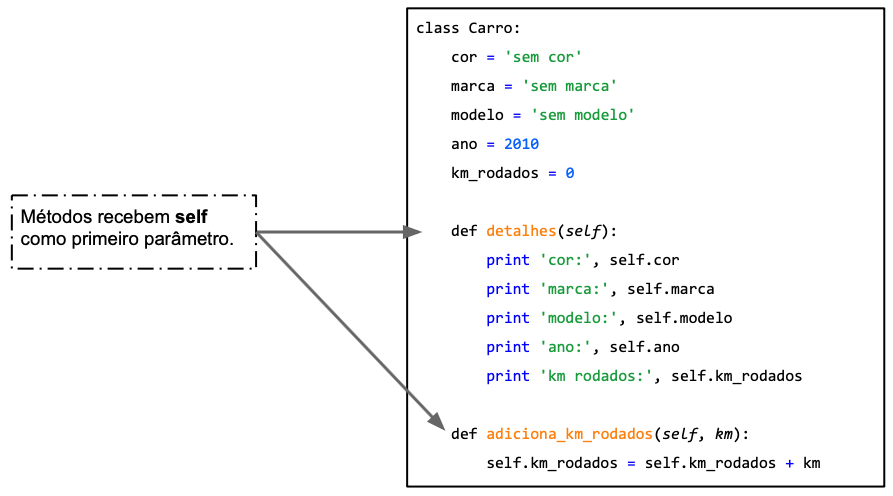 Métodos recebem self
como primeiro parâmetro.
class Carro:
    cor = 'sem cor'
    marca = 'sem marca'
    modelo = 'sem modelo'
    ano = 2010
    km_rodados = 0
    def detalhes(self):
        print 'cor:', self.cor
        print 'marca:', self.marca
        print 'modelo:', self.modelo
        print 'ano:', self.ano
        print 'km rodados:', self.km_rodados
    def adiciona_km_rodados(self, km):
        self.km_rodados = self.km_rodados + km